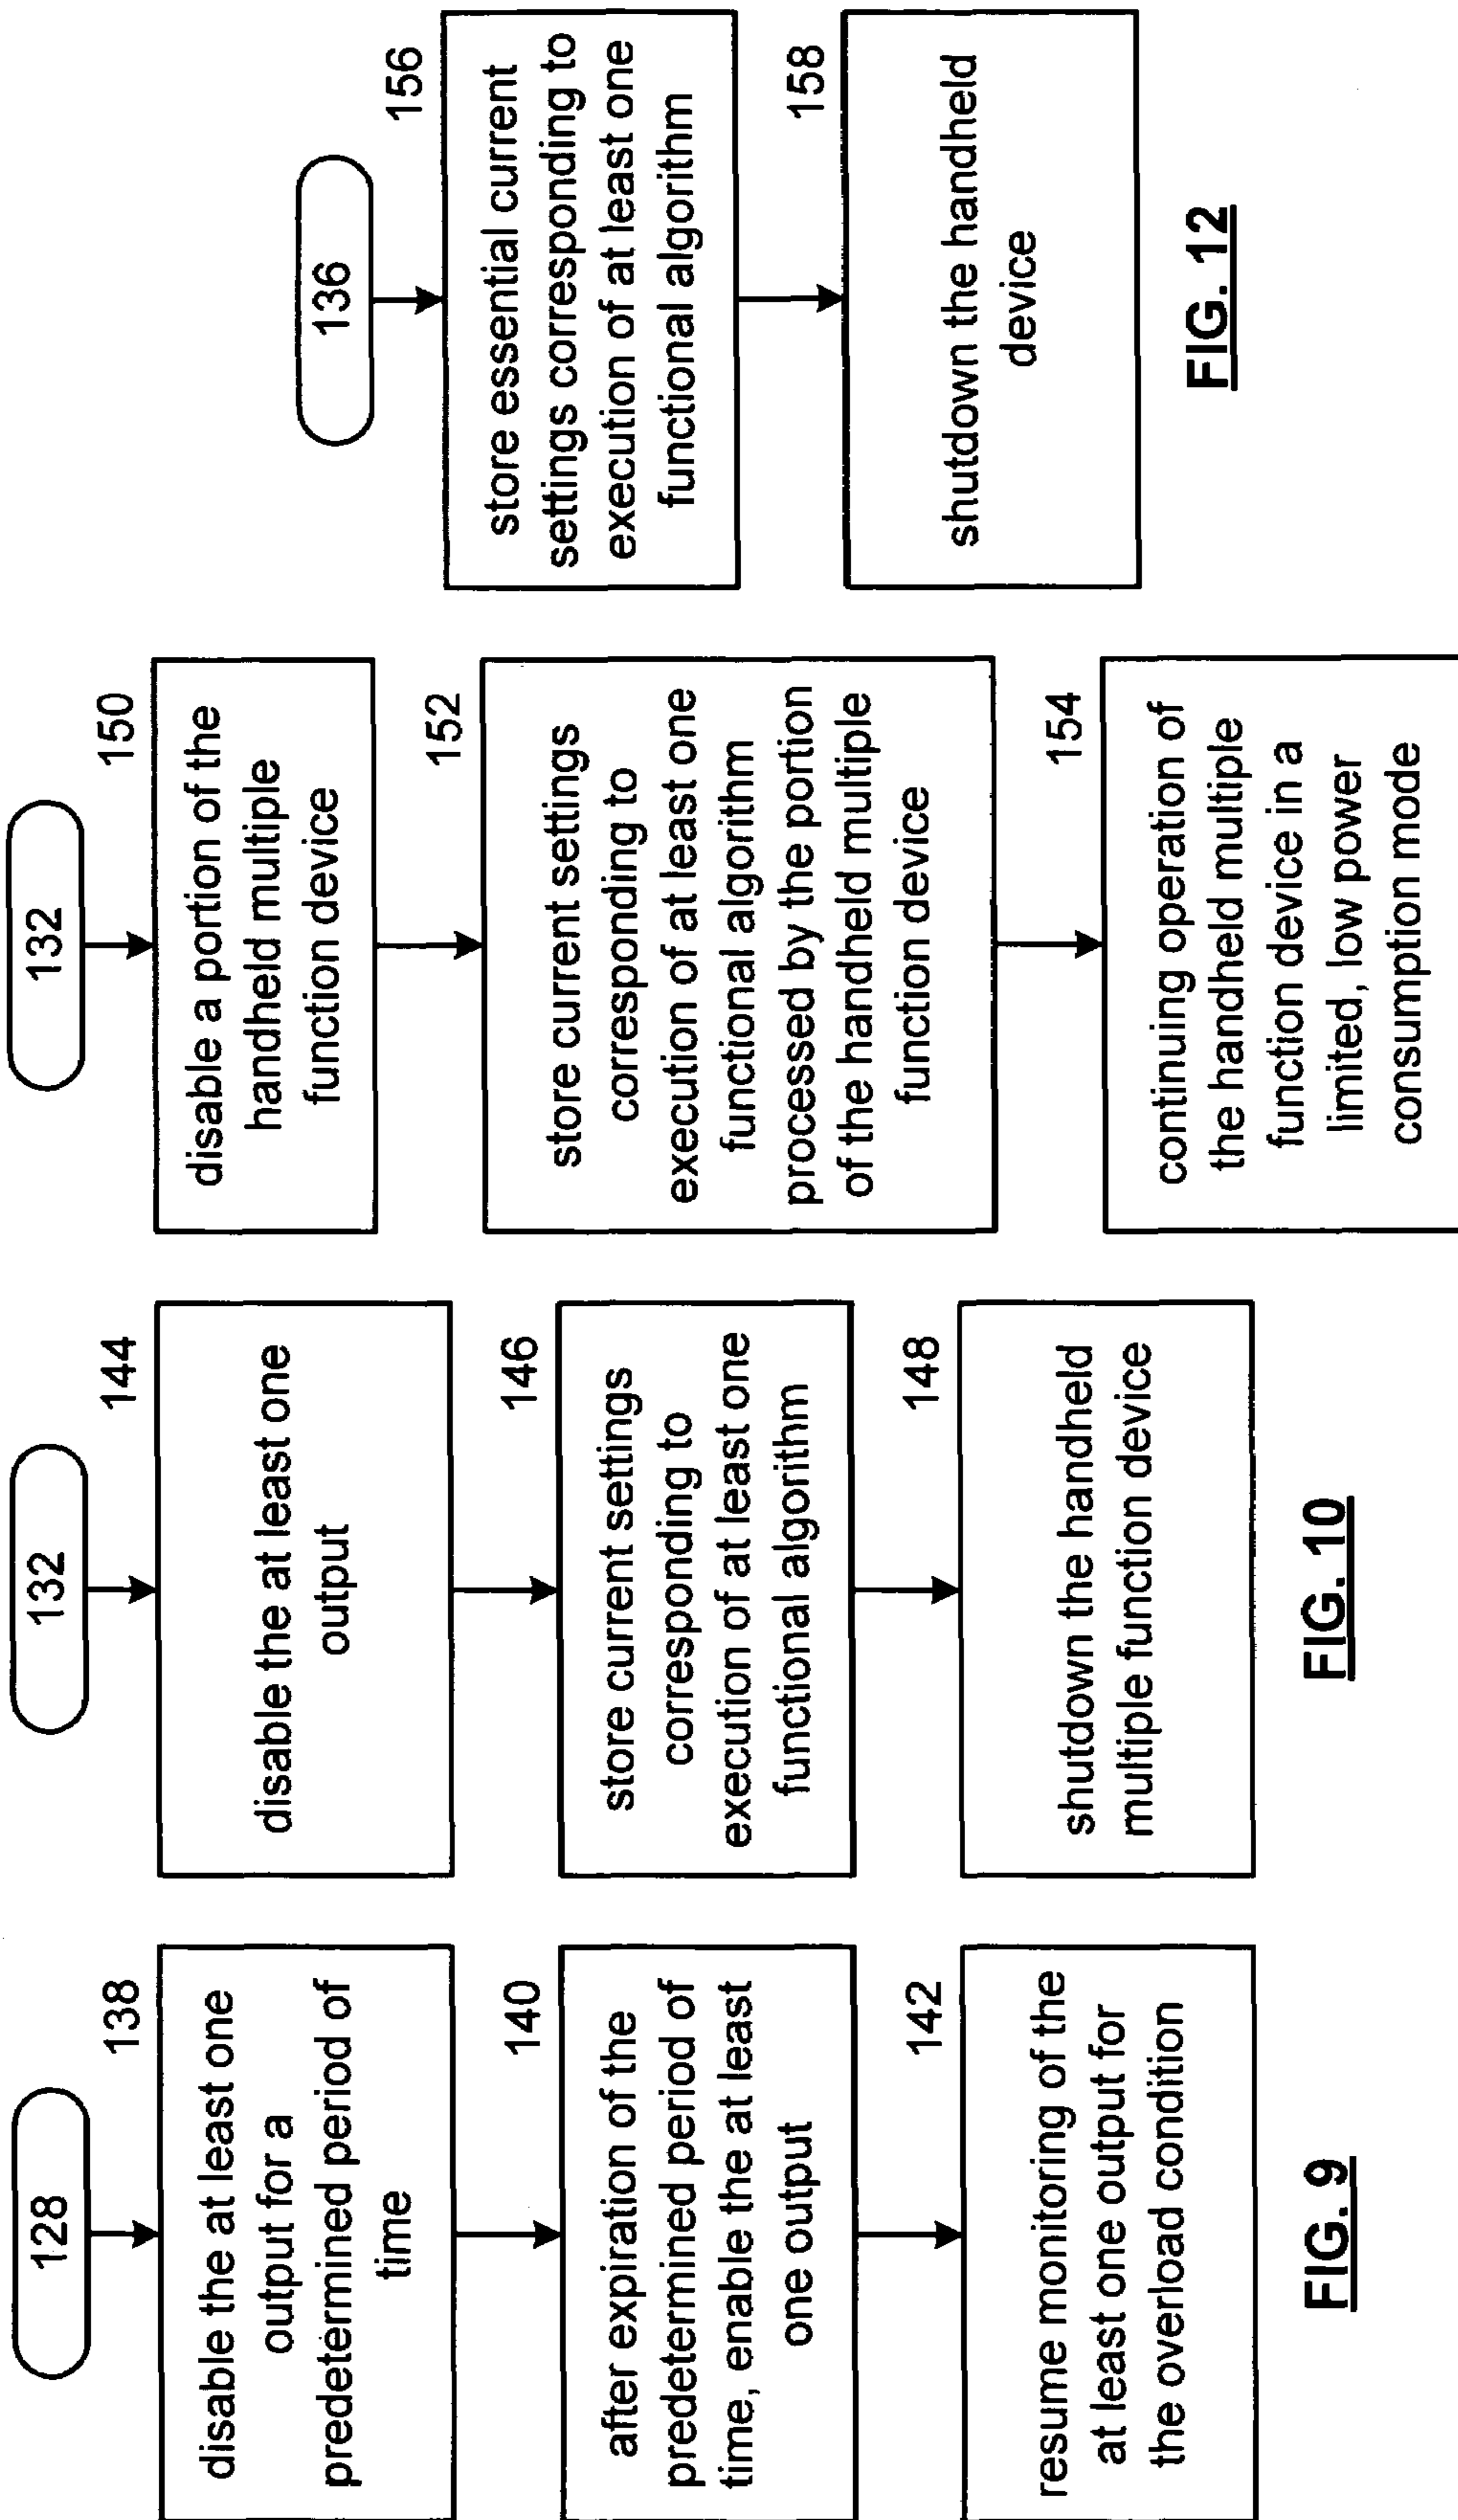 128
138
disable the at least one
output for a
predetermined period of
time
140
after expiration of the
predetermined period of
time, enable the at least
one output
142
resume monitoring of the
at least one output for
the overload condition
FIG. 9
132
144
disable the at least one
output
146
store current settings
corresponding to
execution of at least one
functional algorithm
148
shutdown the handheld
multiple function device
FIG. 10
132
150
disable a portion of the
handheld multiple
function device
152
store current settings
corresponding to
execution of at least one
functional algorithm
processed by the portion
of the handheld multiple
function device
154
continuing operation of
the handheld multiple
function device in a
limited, low power
consumption mode
136
156
store essential current
settings corresponding to
execution of at least one
functional algorithm
158
shutdown the handheld
device
FIG. 12